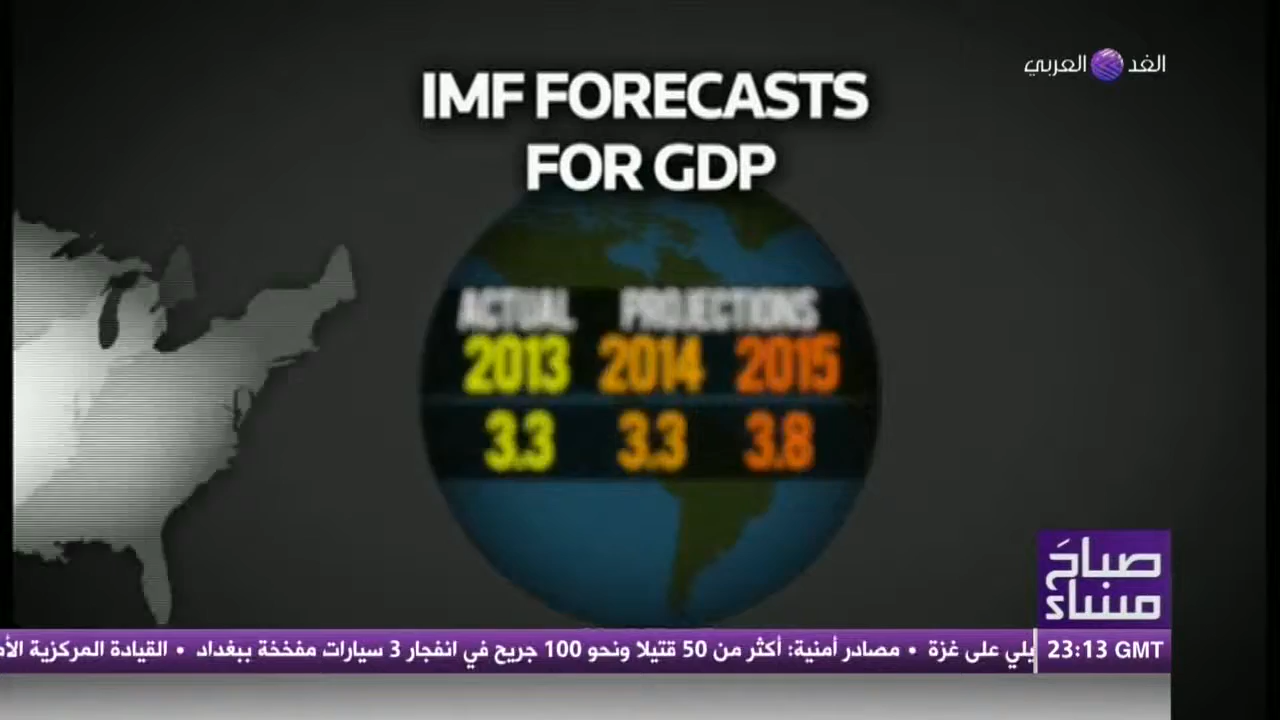 الغد العربي
IMF FORECASTS
FOR GDP
ACTUAL PROJECTIONS
2013 2014 2015
3.3 3.3 3.8
صباحَ
مساء
يلي على غزة • مصادر أمنية: أكثر من 50 قتيلا ونحو 100 جريح في انفجار 3 سيارات مفخخة ببغداد • القيادة المركزية الأم
23:13 GMT